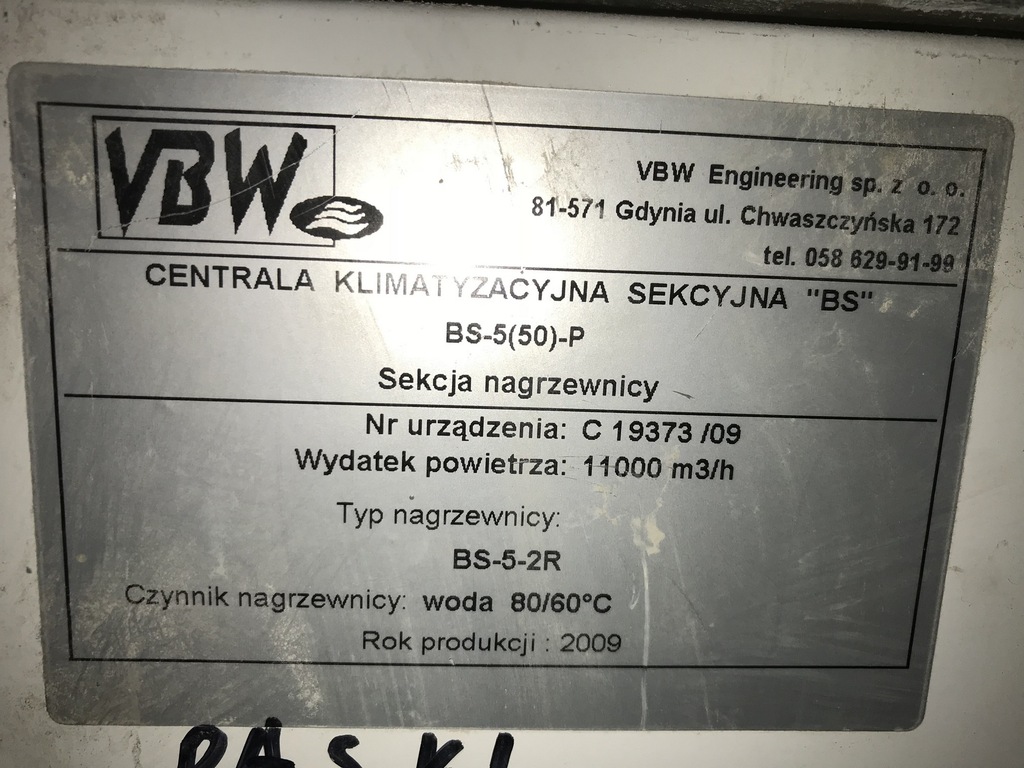 VBW
VBW Engineering sp. z o. o.
81-571 Gdynia ul. Chwaszczyńska 172
tel. 058 629-91-99
CENTRALA KLIMATYZACYJNA SEKCYJNA "BS"
BS-5(50)-P
Sekcja nagrzewnicy
Nr urządzenia: C 19373 /09
Wydatek powietrza: 11000 m3/h
Typ nagrzewnicy:
BS-5-2R
Czynnik nagrzewnicy: woda 80/60°C
Rok produkcji : 2009
PASKI